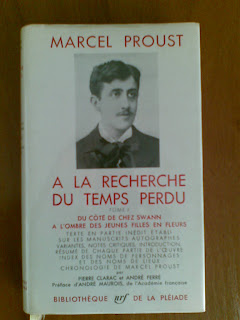 MARCEL PROUST
A LA RECHERCHE
DU TEMPS PERDU
TOME I
DU CÔTÉ DE CHEZ SWANN
A L'OMBRE DES JEUNES FILLES EN FLEURS
TEXTE EN PARTIE INÉDIT ÉTABLI
SUR LES MANUSCRITS AUTOGRAPHES
VARIANTES, NOTES CRITIQUES, INTRODUCTION,
RÉSUMÉ DE CHAQUE PARTIE DE L'ŒUVRE
INDEX DES NOMS DE PERSONNAGES
ET DES NOMS DE LIEUX
CHRONOLOGIE DE MARCEL PROUST
par
PIERRE CLARAC et ANDRÉ FERRÉ
Préface d'ANDRÉ MAUROIS, de l'Académie française
BIBLIOTHÈQUE nrf DE LA PLÉIADE